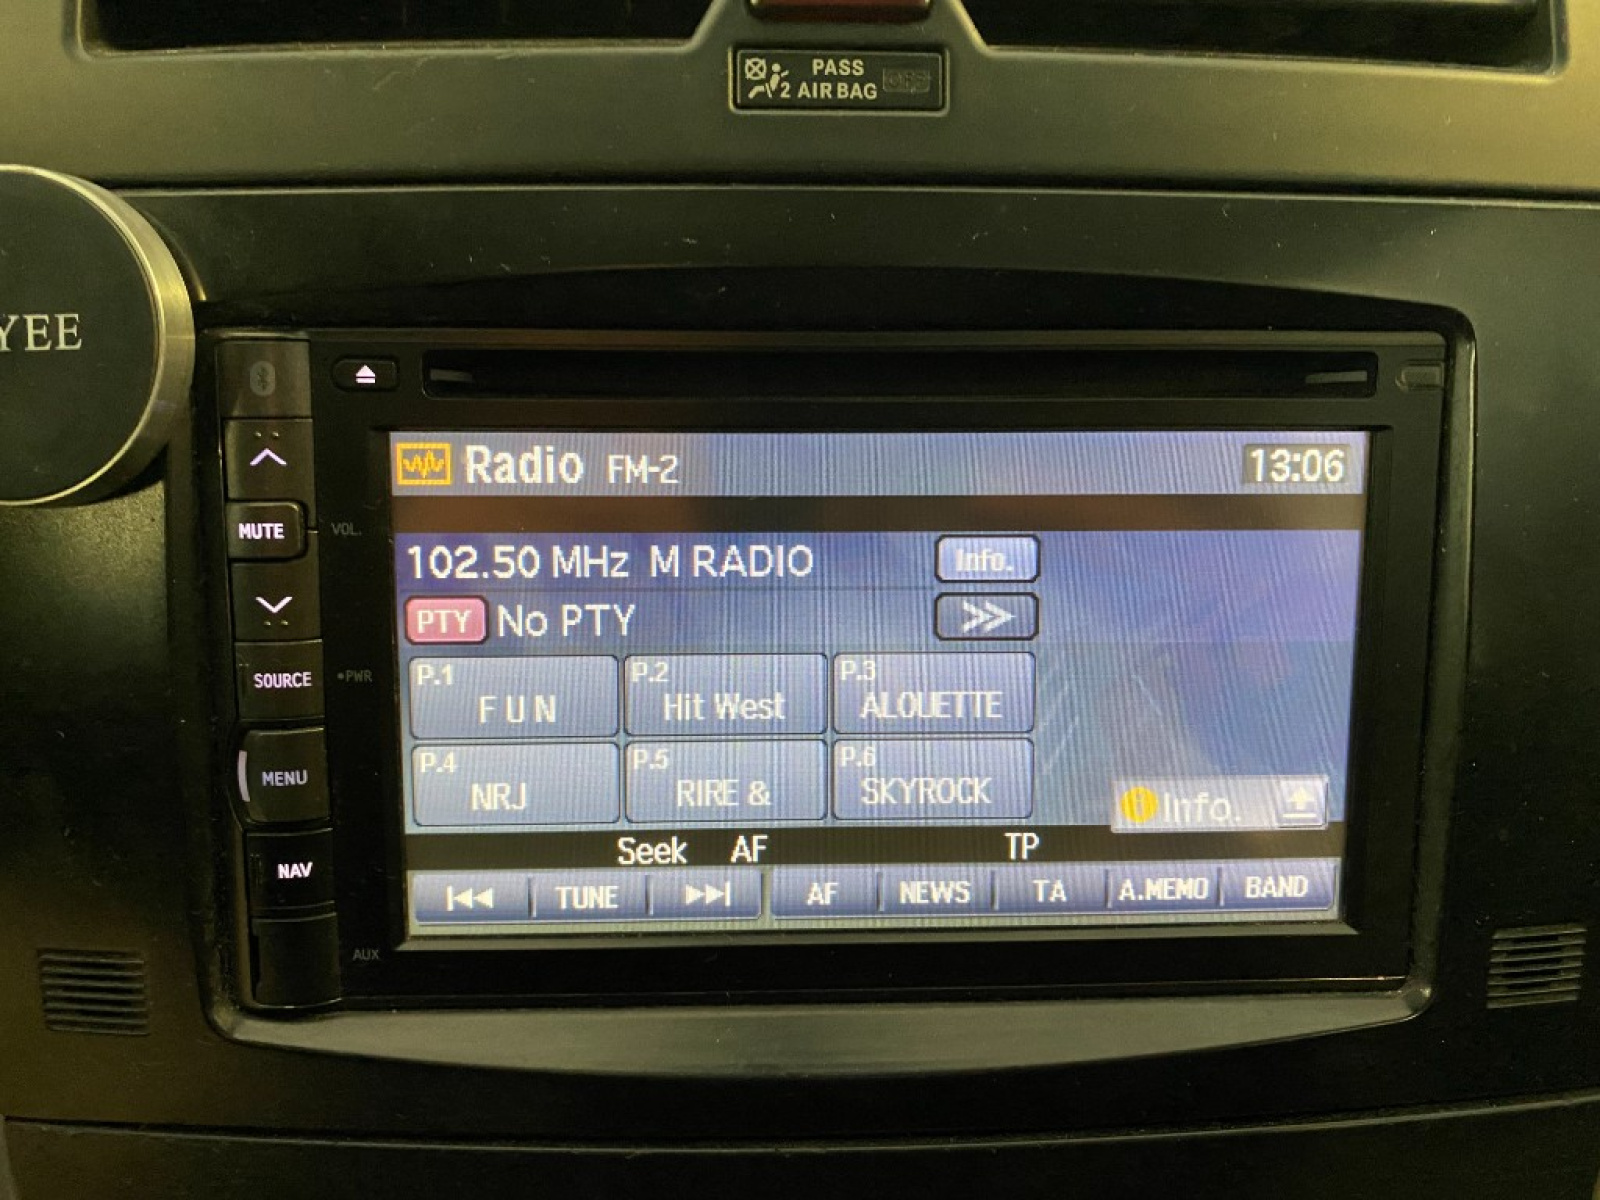 PASS
2 AIR BAG
YEE
Radio FM-2 13:06
MUTE
VOL.
102.50 MHz M RADIO Info.
PTY No PTY
SOURCE
•PWR
P.1 FUN
P.2 Hit West
P.3 ALOUETTE
MENU
P.4 NRJ
P.5 RIRE &
P.6 SKYROCK
Info.
Seek AF TP
NAV
TUNE AF NEWS TA A.MEMO BAND
AUX